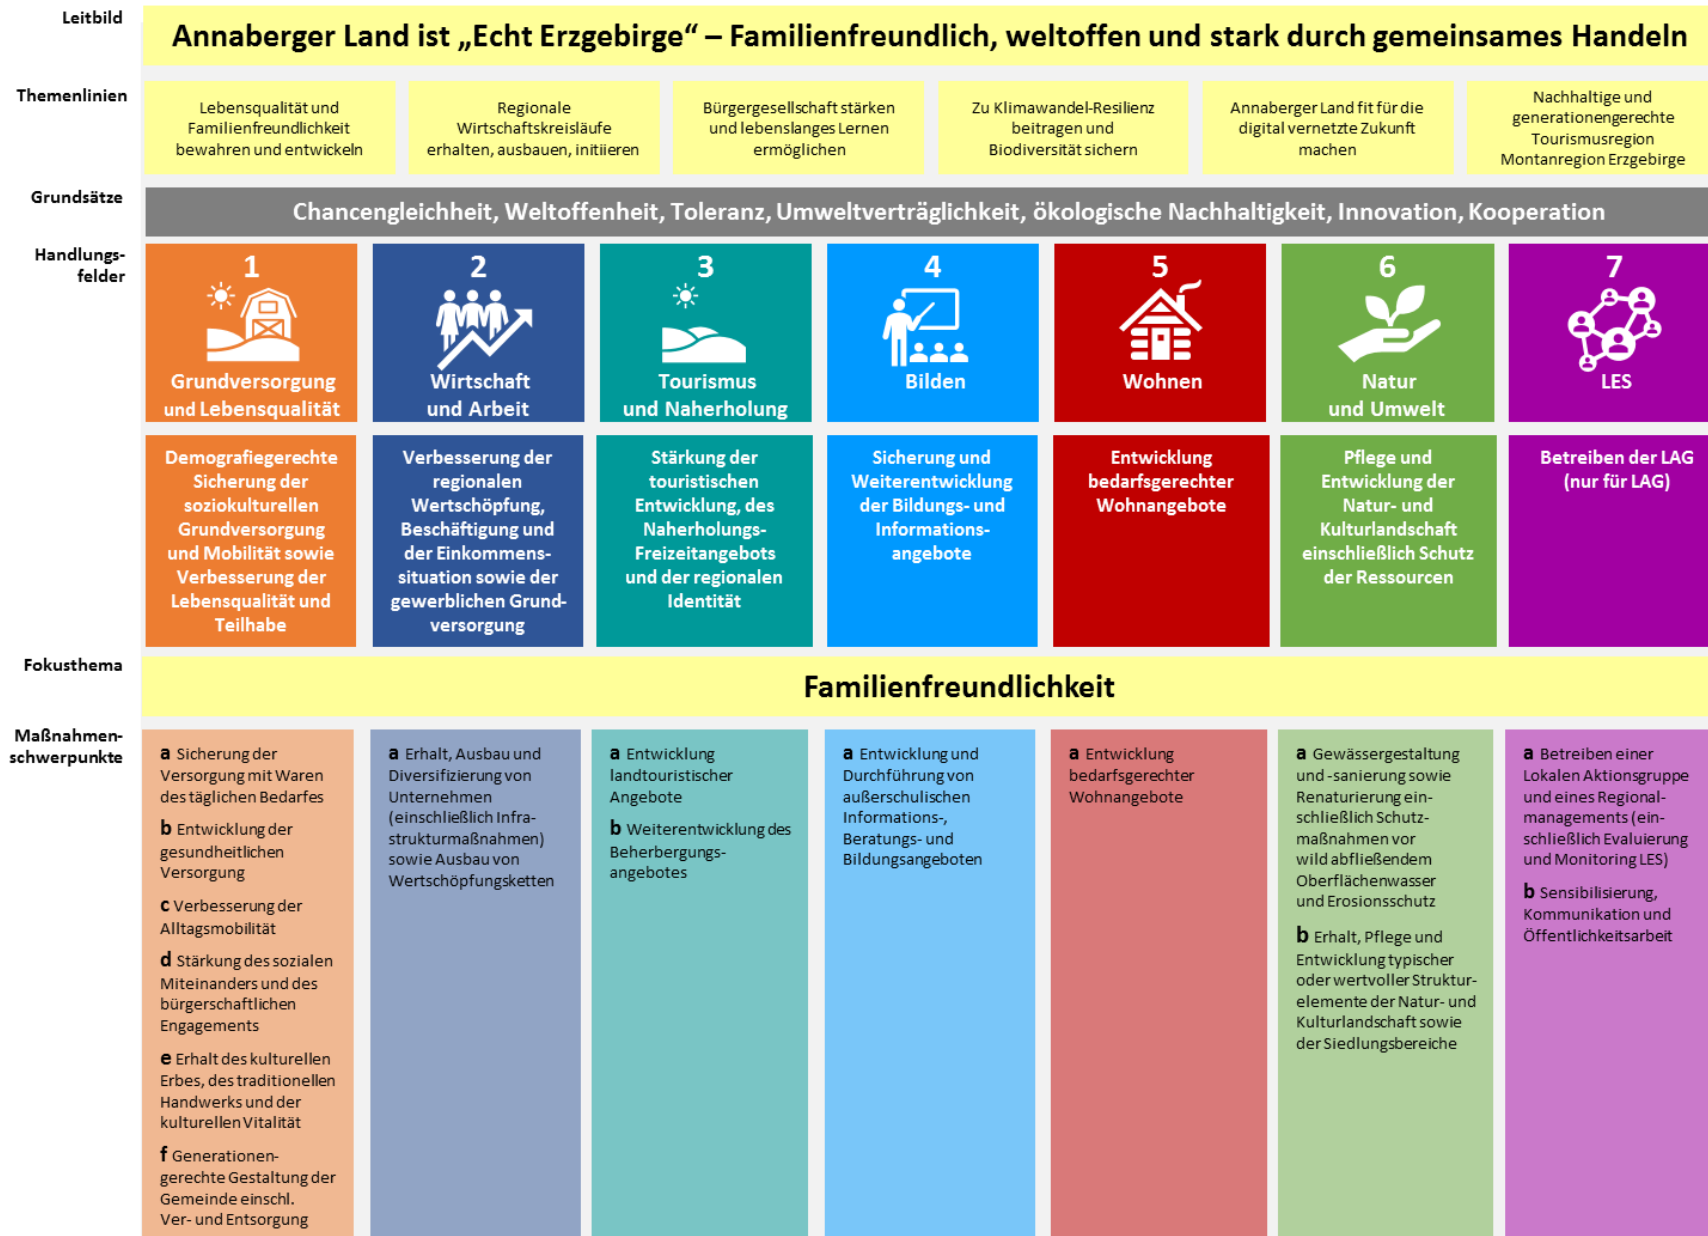 Leitbild
Annaberger Land ist „Echt Erzgebirge“ – Familienfreundlich, weltoffen und stark durch gemeinsames Handeln
Themenlinien
Lebensqualität und
Familienfreundlichkeit
bewahren und entwickeln
Regionale
Wirtschaftskreisläufe
erhalten, ausbauen, initiieren
Bürgergesellschaft stärken
und lebenslanges Lernen
ermöglichen
Zu Klimawandel-Resilienz
beitragen und
Biodiversität sichern
Annaberger Land fit für die
digital vernetzte Zukunft
machen
Nachhaltige und
generationengerechte
Tourismusregion
Montanregion Erzgebirge
Grundsätze
Chancengleichheit, Weltoffenheit, Toleranz, Umweltverträglichkeit, ökologische Nachhaltigkeit, Innovation, Kooperation
Handlungs-
felder
1
Grundversorgung
und Lebensqualität
2
Wirtschaft
und Arbeit
3
Tourismus
und Naherholung
4
Bilden
5
Wohnen
6
Natur
und Umwelt
7
LES
Demografiegerechte
Sicherung der
soziokulturellen
Grundversorgung
und Mobilität sowie
Verbesserung der
Lebensqualität und
Teilhabe
Verbesserung der
regionalen
Wertschöpfung,
Beschäftigung und
der Einkommens-
situation sowie der
gewerblichen Grund-
versorgung
Stärkung der
touristischen
Entwicklung, des
Naherholungs-
Freizeitangebots
und der regionalen
Identität
Sicherung und
Weiterentwicklung
der Bildungs- und
Informations-
angebote
Entwicklung
bedarfsgerechter
Wohnangebote
Pflege und
Entwicklung der
Natur- und
Kulturlandschaft
einschließlich Schutz
der Ressourcen
Betreiben der LAG
(nur für LAG)
Fokusthema
Familienfreundlichkeit
Maßnahmen-
schwerpunkte
a Sicherung der
Versorgung mit Waren
des täglichen Bedarfes
b Entwicklung der
gesundheitlichen
Versorgung
c Verbesserung der
Alltagsmobilität
d Stärkung des sozialen
Miteinanders und des
bürgerschaftlichen
Engagements
e Erhalt des kulturellen
Erbes, des traditionellen
Handwerks und der
kulturellen Vitalität
f Generationen-
gerechte Gestaltung der
Gemeinde einschl.
Ver- und Entsorgung
a Erhalt, Ausbau und
Diversifizierung von
Unternehmen
(einschließlich Infra-
strukturmaßnahmen)
sowie Ausbau von
Wertschöpfungsketten
a Entwicklung
landtouristischer
Angebote
b Weiterentwicklung des
Beherbergungs-
angebotes
a Entwicklung und
Durchführung von
außerschulischen
Informations-,
Beratungs- und
Bildungsangeboten
a Entwicklung
bedarfsgerechter
Wohnangebote
a Gewässergestaltung
und -sanierung sowie
Renaturierung ein-
schließlich Schutz-
maßnahmen vor
wild abfließendem
Oberflächenwasser
und Erosionsschutz
b Erhalt, Pflege und
Entwicklung typischer
oder wertvoller Struktur-
elemente der Natur- und
Kulturlandschaft sowie
der Siedlungsbereiche
a Betreiben einer
Lokalen Aktionsgruppe
und eines Regional-
managements (ein-
schließlich Evaluierung
und Monitoring LES)
b Sensibilisierung,
Kommunikation und
Öffentlichkeitsarbeit